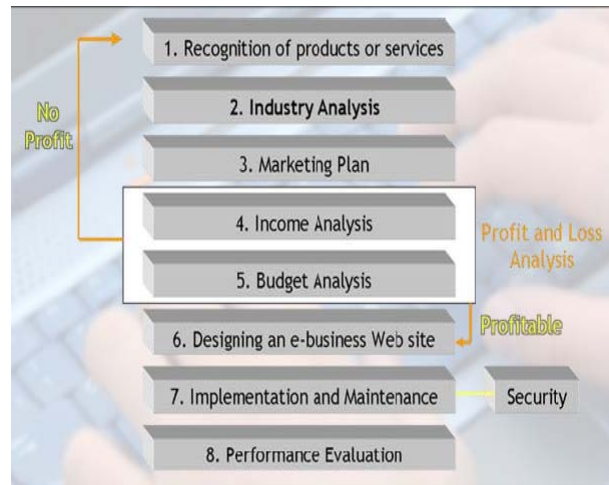 1. Recognition of products or services
2. Industry Analysis
No
Profit
3. Marketing Plan
4. Income Analysis
Profit and Loss
Analysis
5. Budget Analysis
Profitable
6. Designing an e-business Web site
7. Implementation and Maintenance
Security
8. Performance Evaluation